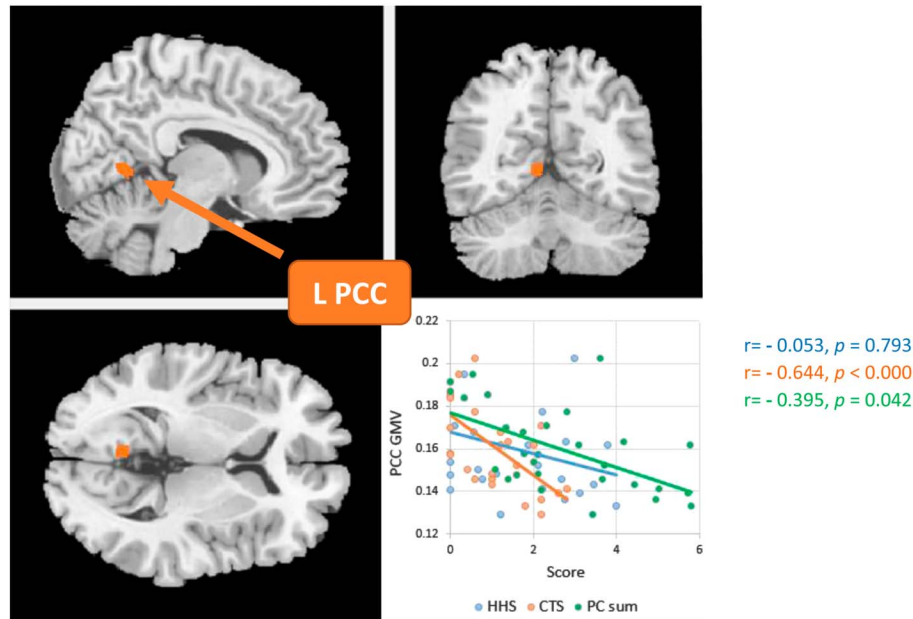 L PCC
0.22
0.2
0.18
0.16
0.14
0.12
PCC GMV
0
2
4
6
Score
HHS
CTS
PC sum
r= - 0.053, p = 0.793
r= - 0.644, p < 0.000
r= - 0.395, p = 0.042